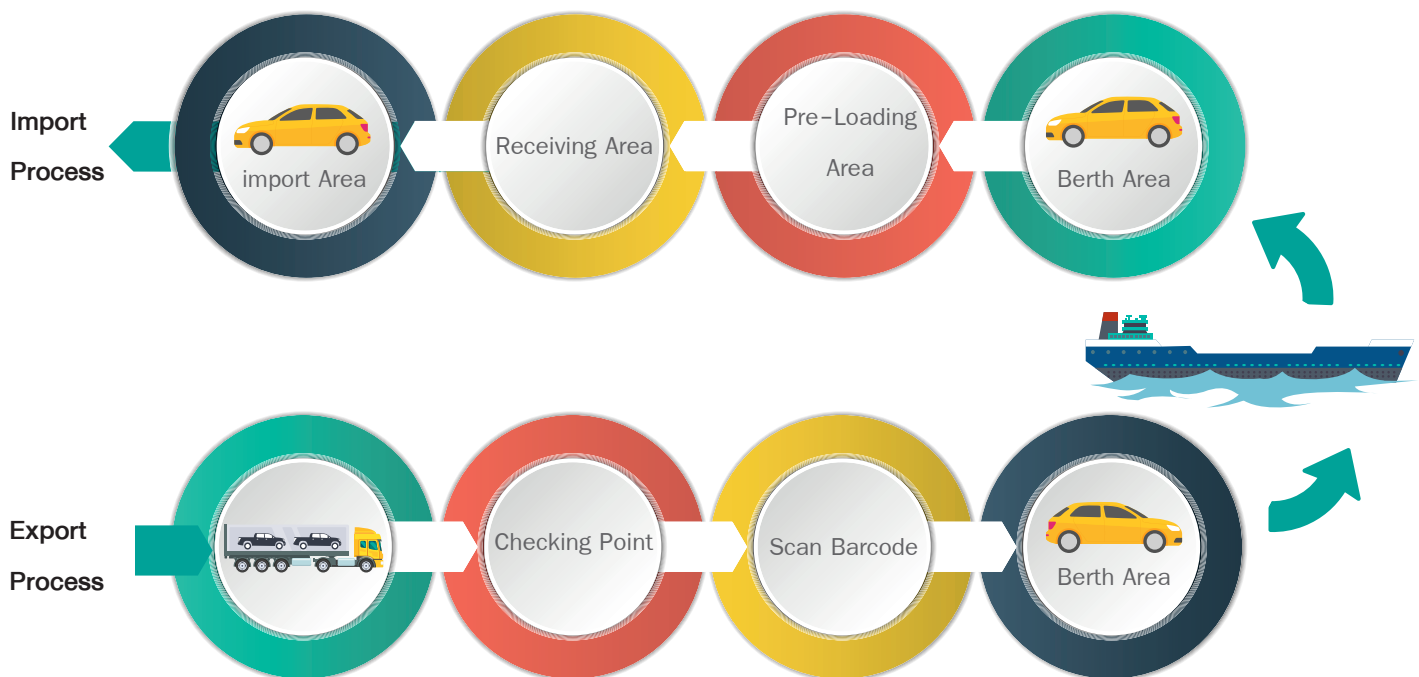 Import
Process
import Area
Receiving Area
Pre-Loading
Area
Berth Area
Export
Process
Checking Point
Scan Barcode
Berth Area